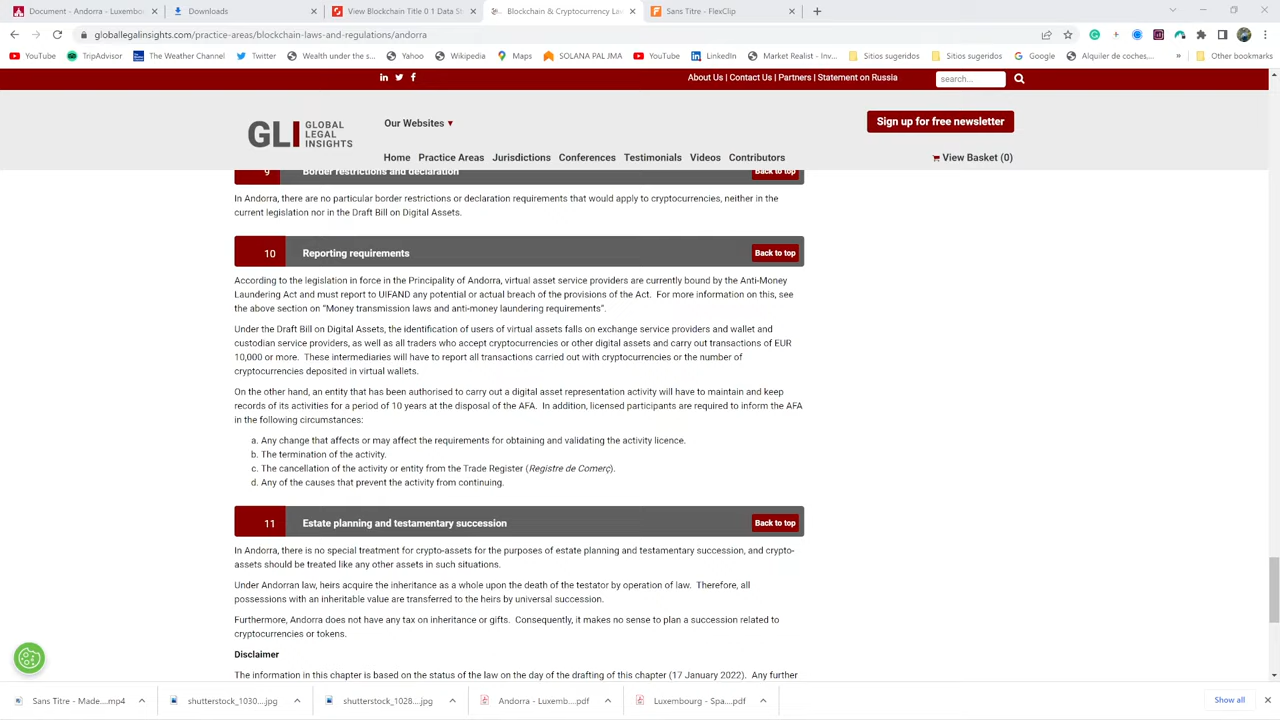 Document - Andorra - Luxembo
Downloads
View Blockchain Title 0 1 Data S
Blockchain & Cryptocurrency La
Sans Titre - FlexClip
globallegalinsights.com/practice-areas/blockchain-laws-and-regulations/andorra
YouTube
TripAdvisor
The Weather Channel
Twitter
Wealth under the s...
Yahoo
Wikipedia
Maps
SOLANA PAL JMA
YouTube
LinkedIn
Market Realist - Inv...
Sitios sugeridos
Sitios sugeridos
Google
Alquiler de coches,...
»
Other bookmarks
About Us | Contact Us | Partners | Statement on Russia
search...
GLI GLOBAL LEGAL INSIGHTS
Our Websites
Sign up for free newsletter
Home Practice Areas Jurisdictions Conferences Testimonials Videos Contributors
View Basket (0)
9 Border restrictions and declaration Back to top
In Andorra, there are no particular border restrictions or declaration requirements that would apply to cryptocurrencies, neither in the
current legislation nor in the Draft Bill on Digital Assets.
10 Reporting requirements Back to top
According to the legislation in force in the Principality of Andorra, virtual asset service providers are currently bound by the Anti-Money
Laundering Act and must report to UIFAND any potential or actual breach of the provisions of the Act. For more information on this, see
the above section on “Money transmission laws and anti-money laundering requirements”.
Under the Draft Bill on Digital Assets, the identification of users of virtual assets falls on exchange service providers and wallet and
custodian service providers, as well as all traders who accept cryptocurrencies or other digital assets and carry out transactions of EUR
10,000 or more. These intermediaries will have to report all transactions carried out with cryptocurrencies or the number of
cryptocurrencies deposited in virtual wallets.
On the other hand, an entity that has been authorised to carry out a digital asset representation activity will have to maintain and keep
records of its activities for a period of 10 years at the disposal of the AFA. In addition, licensed participants are required to inform the AFA
in the following circumstances:
a. Any change that affects or may affect the requirements for obtaining and validating the activity licence.
b. The termination of the activity.
c. The cancellation of the activity or entity from the Trade Register (Registre de Comerç).
d. Any of the causes that prevent the activity from continuing.
11 Estate planning and testamentary succession Back to top
In Andorra, there is no special treatment for crypto-assets for the purposes of estate planning and testamentary succession, and crypto-
assets should be treated like any other assets in such situations.
Under Andorran law, heirs acquire the inheritance as a whole upon the death of the testator by operation of law. Therefore, all
possessions with an inheritable value are transferred to the heirs by universal succession.
Furthermore, Andorra does not have any tax on inheritance or gifts. Consequently, it makes no sense to plan a succession related to
cryptocurrencies or tokens.
Disclaimer
The information in this chapter is based on the status of the law on the day of the drafting of this chapter (17 January 2022). Any further
Sans Titre - Made....mp4
shutterstock_1030....jpg
shutterstock_1028....jpg
Andorra - Luxemb....pdf
Luxembourg - Spa....pdf
Show all